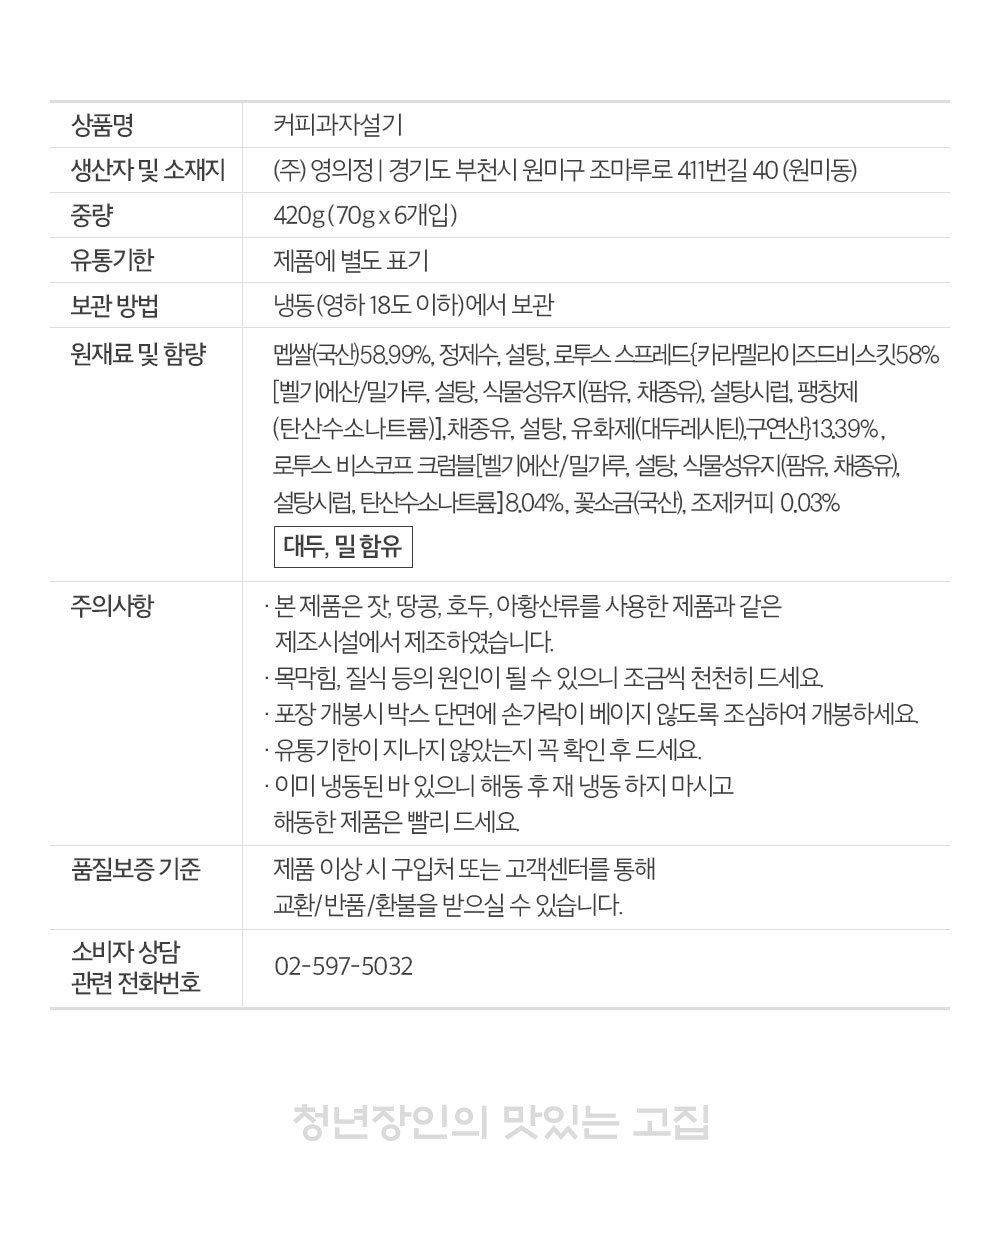 상품명 커피과자설기
생산자 및 소재지 (주) 영의정 | 경기도 부천시 원미구 조마루로 411번길 40 (원미동)
중량 420g (70g x 6개입)
유통기한 제품에 별도 표기
보관 방법 냉동(영하 18도 이하)에서 보관
원재료 및 함량 멥쌀(국산)58.99%, 정제수, 설탕, 로투스 스프레드{카라멜라이즈드비스킷58%
[벨기에산/밀가루, 설탕, 식물성유지(팜유, 채종유), 설탕시럽, 팽창제
(탄산수소나트륨)],채종유, 설탕, 유화제(대두레시틴),구연산}13.39%,
로투스 비스코프 크럼블[벨기에산/밀가루, 설탕, 식물성유지(팜유, 채종유),
설탕시럽, 탄산수소나트륨]8.04%, 꽃소금(국산), 조제커피 0.03%
대두, 밀 함유
주의사항 · 본 제품은 잣, 땅콩, 호두, 아황산류를 사용한 제품과 같은
제조시설에서 제조하였습니다.
· 목막힘, 질식 등의 원인이 될 수 있으니 조금씩 천천히 드세요.
· 포장 개봉시 박스 단면에 손가락이 베이지 않도록 조심하여 개봉하세요.
· 유통기한이 지나지 않았는지 꼭 확인 후 드세요.
· 이미 냉동된 바 있으니 해동 후 재 냉동 하지 마시고
해동한 제품은 빨리 드세요.
품질보증 기준 제품 이상 시 구입처 또는 고객센터를 통해
교환/반품/환불을 받으실 수 있습니다.
소비자 상담
관련 전화번호 02-597-5032
청년장인의 맛있는 고집